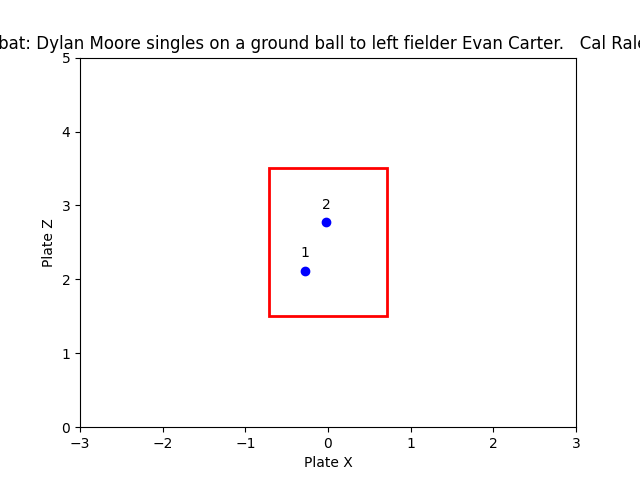 bat: Dylan Moore singles on a ground ball to left fielder Evan Carter.   Cal Rale
5
4
3
2
1
0
Plate Z
2
1
−3 −2 −1 0 1 2 3
Plate X